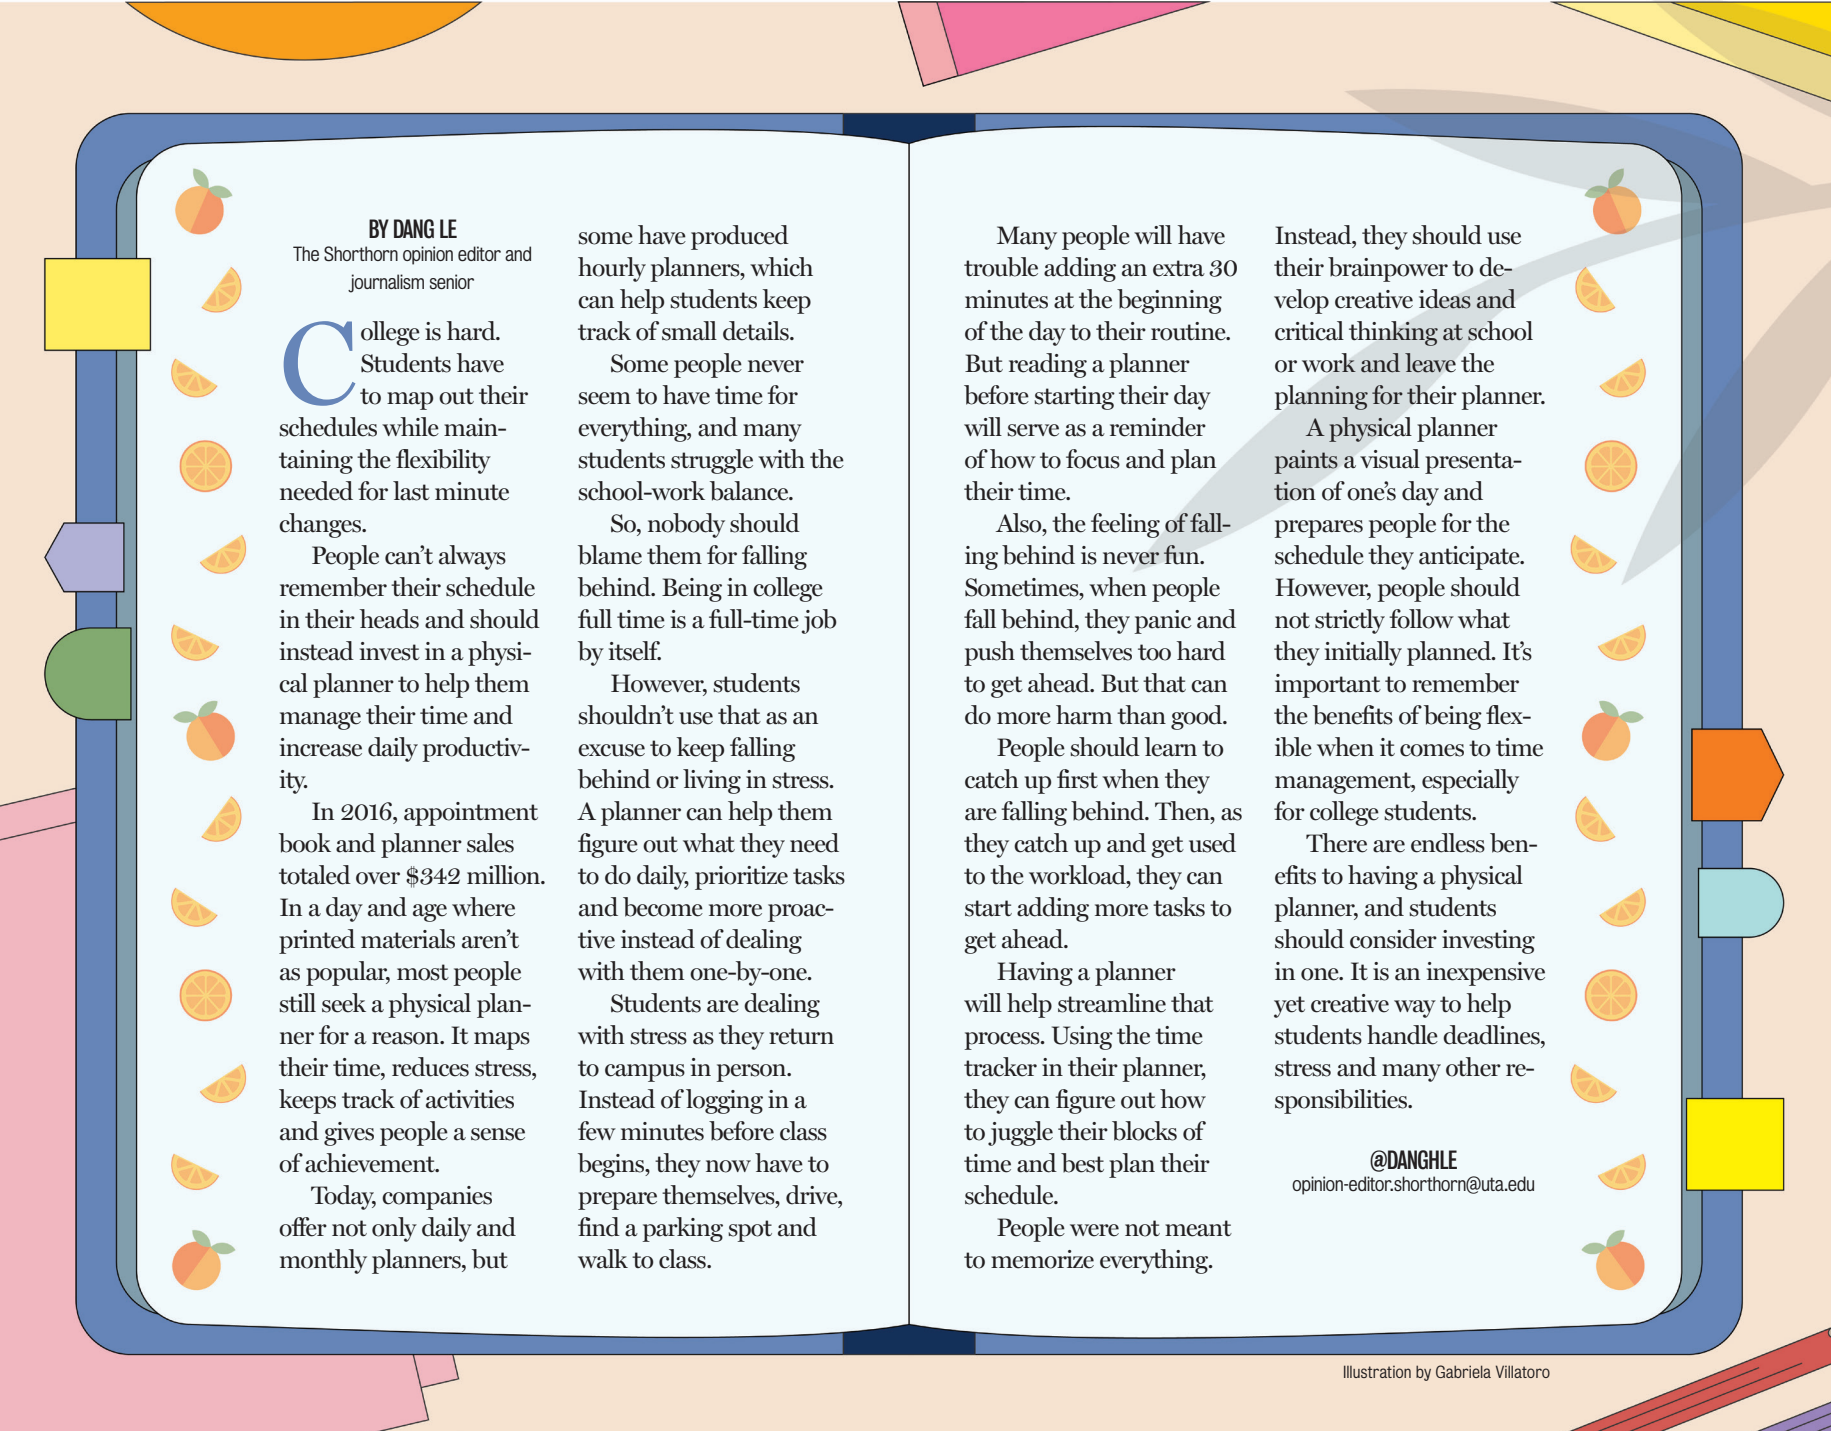 BY DANG LE
The Shorthorn opinion editor and
journalism senior
College is hard.
Students have
to map out their
schedules while main-
taining the flexibility
needed for last minute
changes.
People can't always
remember their schedule
in their heads and should
instead invest in a physi-
cal planner to help them
manage their time and
increase daily productiv-
ity.
In 2016, appointment
book and planner sales
totaled over $342 million.
In a day and age where
printed materials aren't
as popular, most people
still seek a physical plan-
ner for a reason. It maps
their time, reduces stress,
keeps track of activities
and gives people a sense
of achievement.
Today, companies
offer not only daily and
monthly planners, but
some have produced
hourly planners, which
can help students keep
track of small details.
Some people never
seem to have time for
everything, and many
students struggle with the
school-work balance.
So, nobody should
blame them for falling
behind. Being in college
full time is a full-time job
by itself.
However, students
shouldn't use that as an
excuse to keep falling
behind or living in stress.
A planner can help them
figure out what they need
to do daily, prioritize tasks
and become more proac-
tive instead of dealing
with them one-by-one.
Students are dealing
with stress as they return
to campus in person.
Instead of logging in a
few minutes before class
begins, they now have to
prepare themselves, drive,
find a parking spot and
walk to class.
Many people will have
trouble adding an extra 30
minutes at the beginning
of the day to their routine.
But reading a planner
before starting their day
will serve as a reminder
of how to focus and plan
their time.
Also, the feeling of fall-
ing behind is never fun.
Sometimes, when people
fall behind, they panic and
push themselves too hard
to get ahead. But that can
do more harm than good.
People should learn to
catch up first when they
are falling behind. Then, as
they catch up and get used
to the workload, they can
start adding more tasks to
get ahead.
Having a planner
will help streamline that
process. Using the time
tracker in their planner,
they can figure out how
to juggle their blocks of
time and best plan their
schedule.
People were not meant
to memorize everything.
Instead, they should use
their brainpower to de-
velop creative ideas and
critical thinking at school
or work and leave the
planning for their planner.
A physical planner
paints a visual presenta-
tion of one's day and
prepares people for the
schedule they anticipate.
However, people should
not strictly follow what
they initially planned. It's
important to remember
the benefits of being flex-
ible when it comes to time
management, especially
for college students.
There are endless ben-
efits to having a physical
planner, and students
should consider investing
in one. It is an inexpensive
yet creative way to help
students handle deadlines,
stress and many other re-
sponsibilities.
@DANGHLE
opinion-editor.shorthorn@uta.edu
Illustration by Gabriela Villatoro